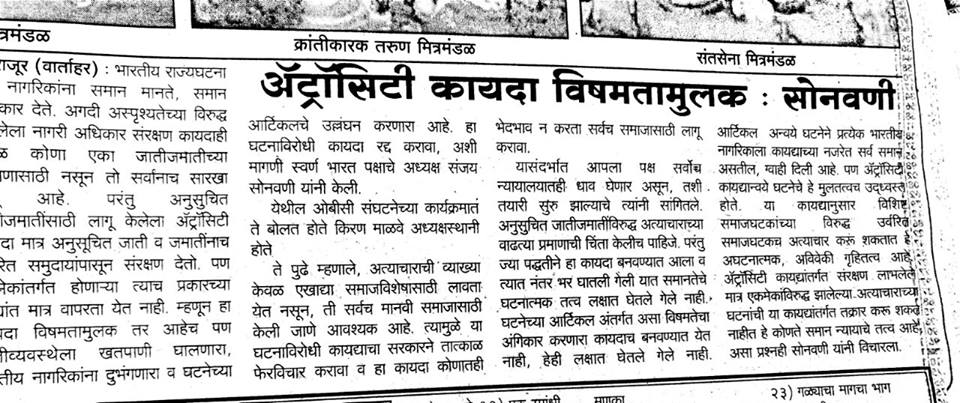 त्रमंडळ
क्रांतीकारक तरुण मित्रमंडळ
संतसेना मित्रमंडळ
अ‍ॅट्रॉसिटी कायदा विषमतामुलक : सोनवणी
राजूर (वार्ताहर) : भारतीय राज्यघटना
नागरिकांना समान मानते, समान
कार देते. अगदी अस्पृश्यतेच्या विरुद्ध
लेला नागरी अधिकार संरक्षण कायदाही
कोणा एका जातीजमातीच्या
णासाठी नसून तो सर्वानाच सारखा
आहे. परंतु अनुसुचित
जमातींसाठी लागू केलेला अ‍ॅट्रॉसिटी
दा मात्र अनुसूचित जाती व जमातींनाच
रेत समुदायांपासून संरक्षण देतो. पण
मेकांतर्गत होणाऱ्या त्याच प्रकारच्या
ांत मात्र वापरता येत नाही. म्हणून हा
यदा विषमतामुलक तर आहेच पण
तीव्यवस्थेला खतपाणी घालणारा,
तीय नागरिकांना दुभंगणारा व घटनेच्या
आर्टिकलचे उल्लंघन करणारा आहे. हा
घटनाविरोधी कायदा रद्द करावा, अशी
मागणी स्वर्ण भारत पक्षाचे अध्यक्ष संजय
सोनवणी यांनी केली.
येथील ओबीसी संघटनेच्या कार्यक्रमातं
ते बोलत होते किरण माळवे अध्यक्षस्थानी
होते
ते पुढे म्हणाले, अत्याचाराची व्याख्या
केवळ एखाद्या समाजविशेषासाठी लावता
येत नसून, ती सर्वच मानवी समाजासाठी
केली जाणे आवश्यक आहे. त्यामुळे या
घटनाविरोधी कायद्याचा सरकारने तात्काळ
फेरविचार करावा व हा कायदा कोणताही
भेदभाव न करता सर्वच समाजासाठी लागू
करावा.
यासंदर्भात आपला पक्ष सर्वोच
न्यायालयातही धाव घेणार असून, तशी
तयारी सुरु झाल्याचे त्यांनी सांगितले.
अनुसुचित जातीजमातींविरुद्ध अत्याचाराच्या
वाढत्या प्रमाणाची चिंता केलीच पाहिजे. परंतु
ज्या पद्धतीने हा कायदा बनवण्यात आला व
त्यात नंतर भर घातली गेली यात समानतेचे
घटनात्मक तत्व लक्षात घेतले गेले नाही.
घटनेच्या आर्टिकल अंतर्गत असा विषमतेचा
अंगिकार करणारा कायदाच बनवण्यात येत
नाही, हेही लक्षात घेतले गेले नाही.
आर्टिकल अन्वये घटनेने प्रत्येक भारतीय
नागरिकाला कायद्याच्या नजरेत सर्व समान
असतील, ग्वाही दिली आहे. पण अ‍ॅट्रॉसिटी
कायद्यान्वये घटनेचे हे मुलतत्वच उद्ध्वस्त
होते. या कायद्यानुसार विशिष्ट
समाजघटकांच्या विरुद्ध उर्वरित
समाजघटकच अत्याचार करू शकतात हे
अघटनात्मक, अविवेकी गृहितत्व आहे.
अ‍ॅट्रॉसिटी कायद्यांतर्गत संरक्षण लाभलेले
मात्र एकमेकांविरुद्ध झालेल्या अत्याचाराच्या
घटनांची या कायद्यांतर्गत तक्रार करू शकत
नाहीत हे कोणते समान न्यायाचे तत्व आहे,
असा प्रश्नही सोनवणी यांनी विचारला.
मणका
२३) गळ्याचा मागचा भाग